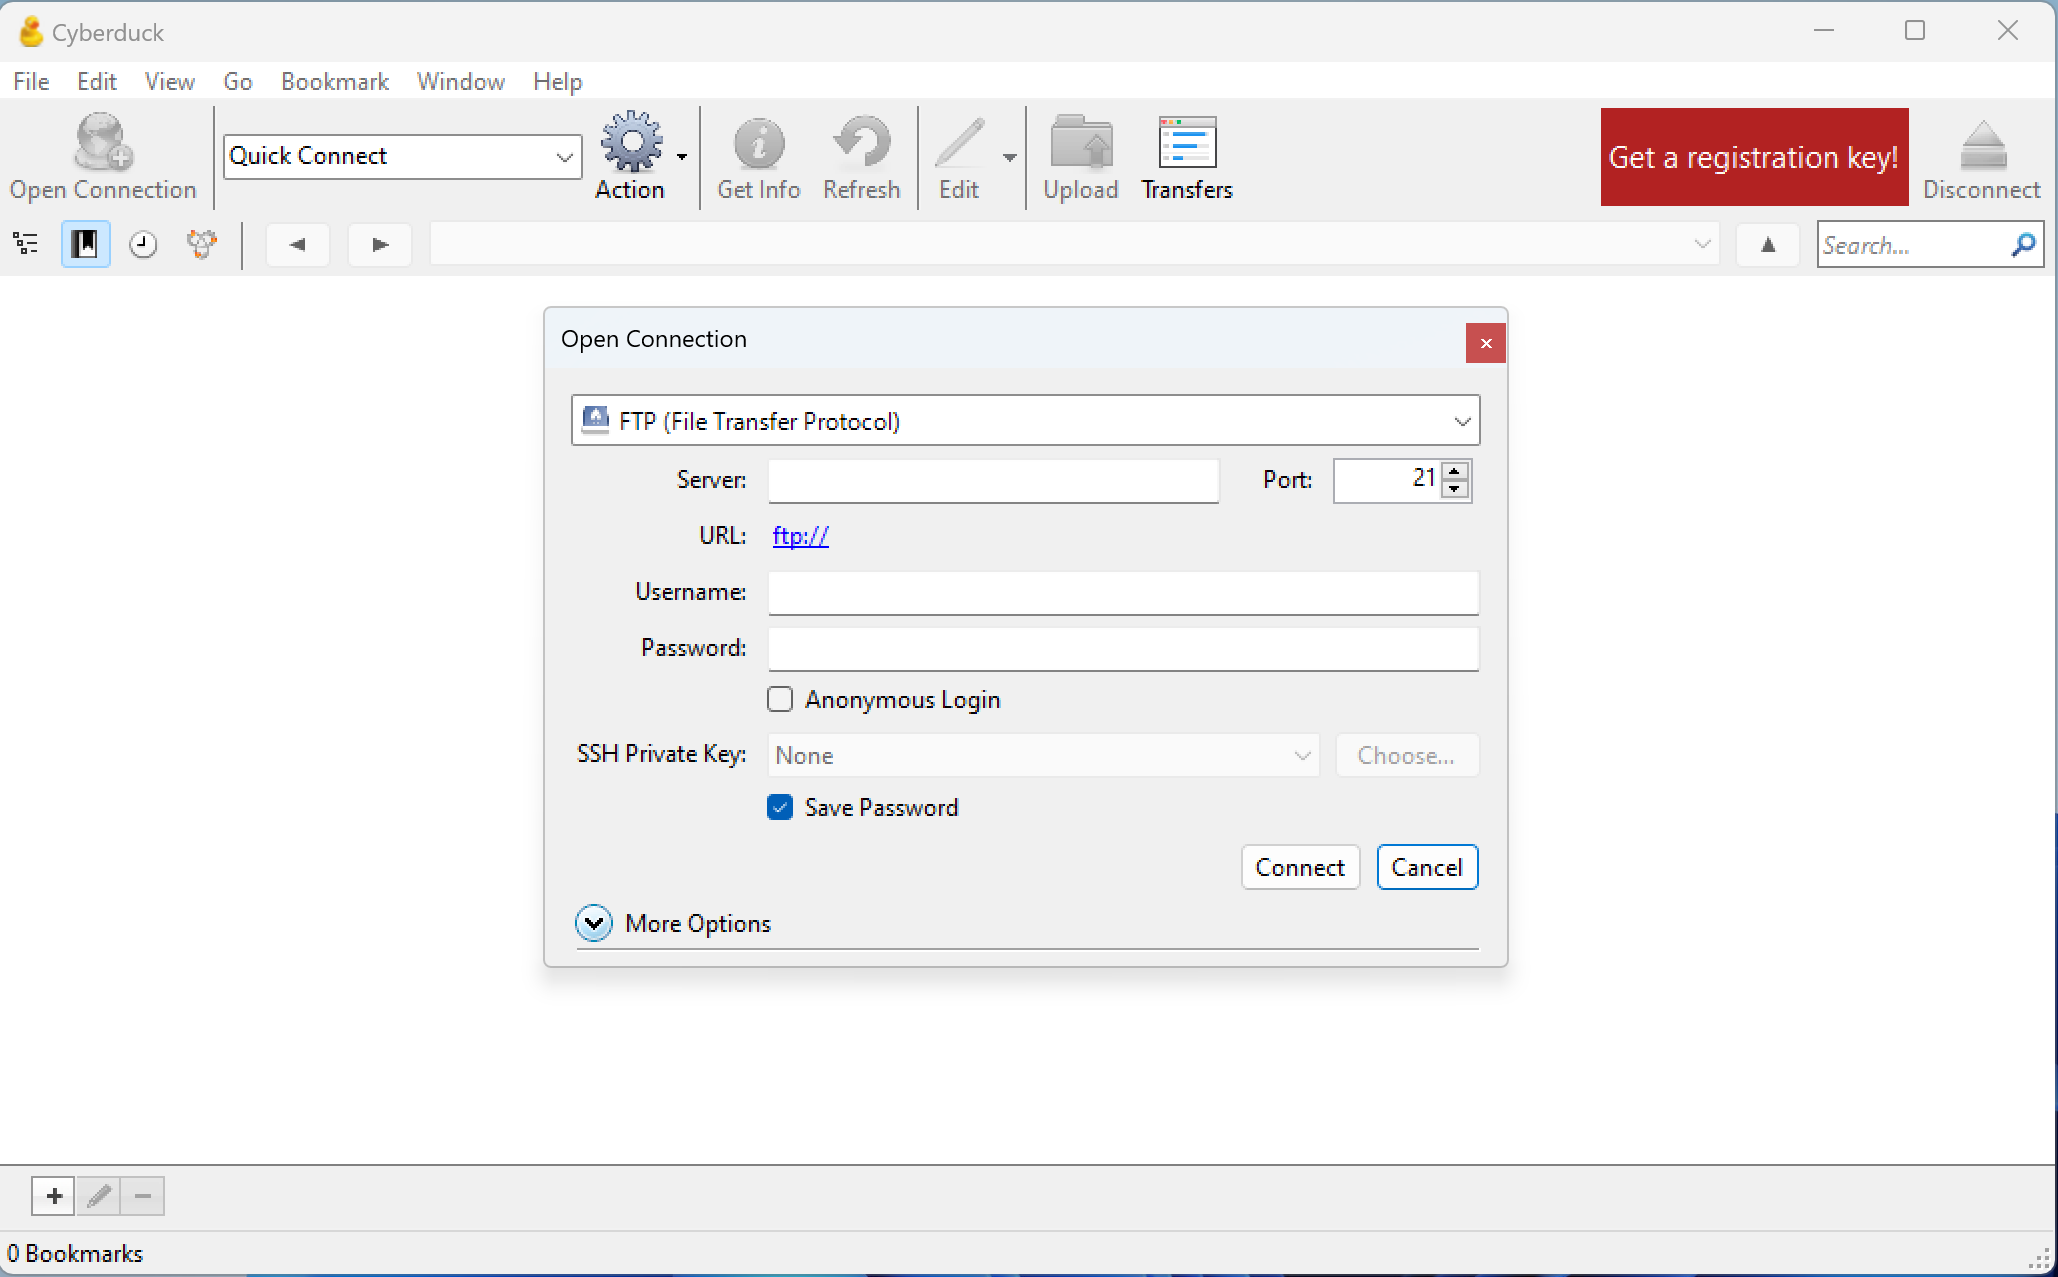 Cyberduck
File Edit View Go Bookmark Window Help
Open Connection
Quick Connect
Action
Get Info
Refresh
Edit
Upload
Transfers
Get a registration key!
Disconnect
Search...
Open Connection
FTP (File Transfer Protocol)
Server:
Port: 21
URL: ftp://
Username:
Password:
Anonymous Login
SSH Private Key: None Choose...
Save Password
Connect Cancel
More Options
0 Bookmarks